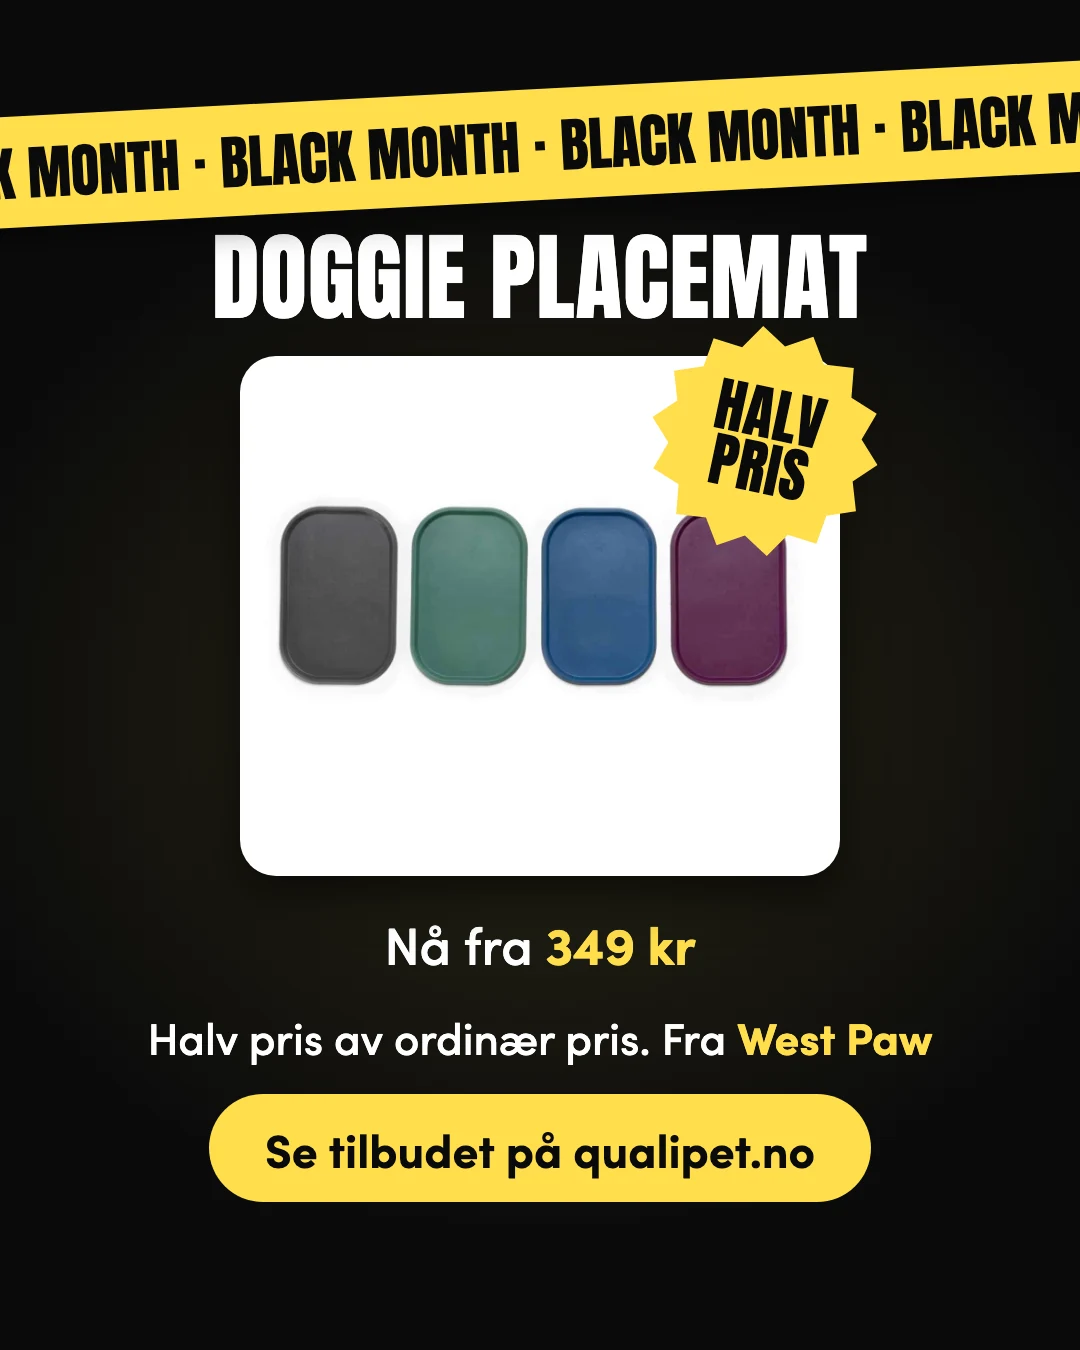 K MONTH · BLACK MONTH · BLACK MONTH · BLACK M
DOGGIE PLACEMAT
HALV
PRIS
Nå fra 349 kr
Halv pris av ordinær pris. Fra West Paw
Se tilbudet på qualipet.no